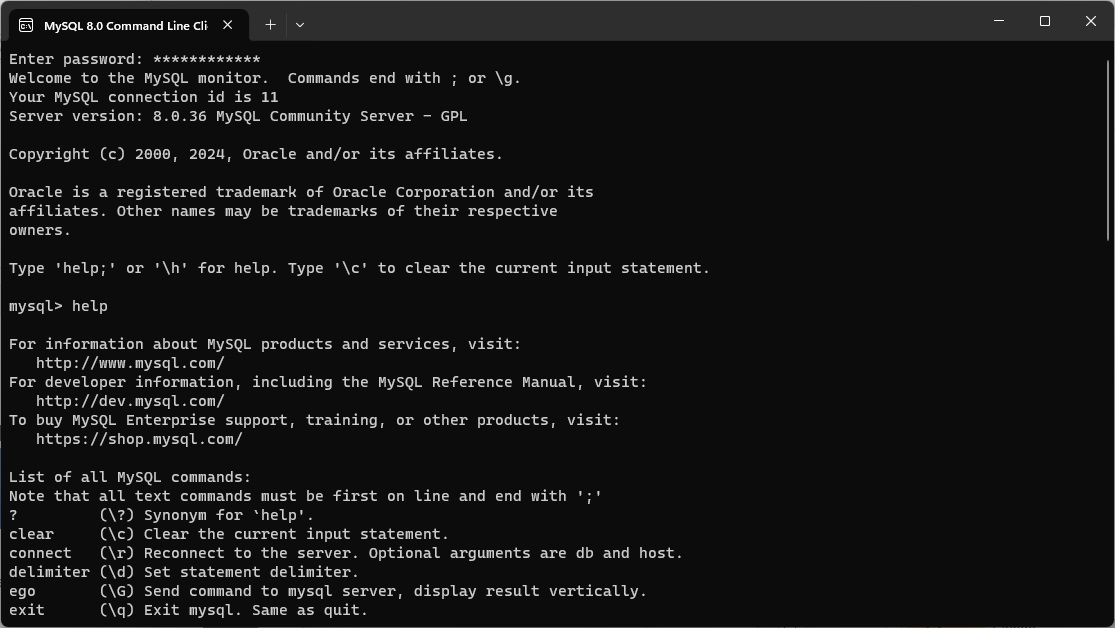 MySQL 8.0 Command Line Cli
Enter password: ************
Welcome to the MySQL monitor.  Commands end with ; or \g.
Your MySQL connection id is 11
Server version: 8.0.36 MySQL Community Server - GPL
Copyright (c) 2000, 2024, Oracle and/or its affiliates.
Oracle is a registered trademark of Oracle Corporation and/or its
affiliates. Other names may be trademarks of their respective
owners.
Type 'help;' or '\h' for help. Type '\c' to clear the current input statement.
mysql> help
For information about MySQL products and services, visit:
   http://www.mysql.com/
For developer information, including the MySQL Reference Manual, visit:
   http://dev.mysql.com/
To buy MySQL Enterprise support, training, or other products, visit:
   https://shop.mysql.com/
List of all MySQL commands:
Note that all text commands must be first on line and end with ';'
?         (\?) Synonym for `help'.
clear     (\c) Clear the current input statement.
connect   (\r) Reconnect to the server. Optional arguments are db and host.
delimiter (\d) Set statement delimiter.
ego       (\G) Send command to mysql server, display result vertically.
exit      (\q) Exit mysql. Same as quit.